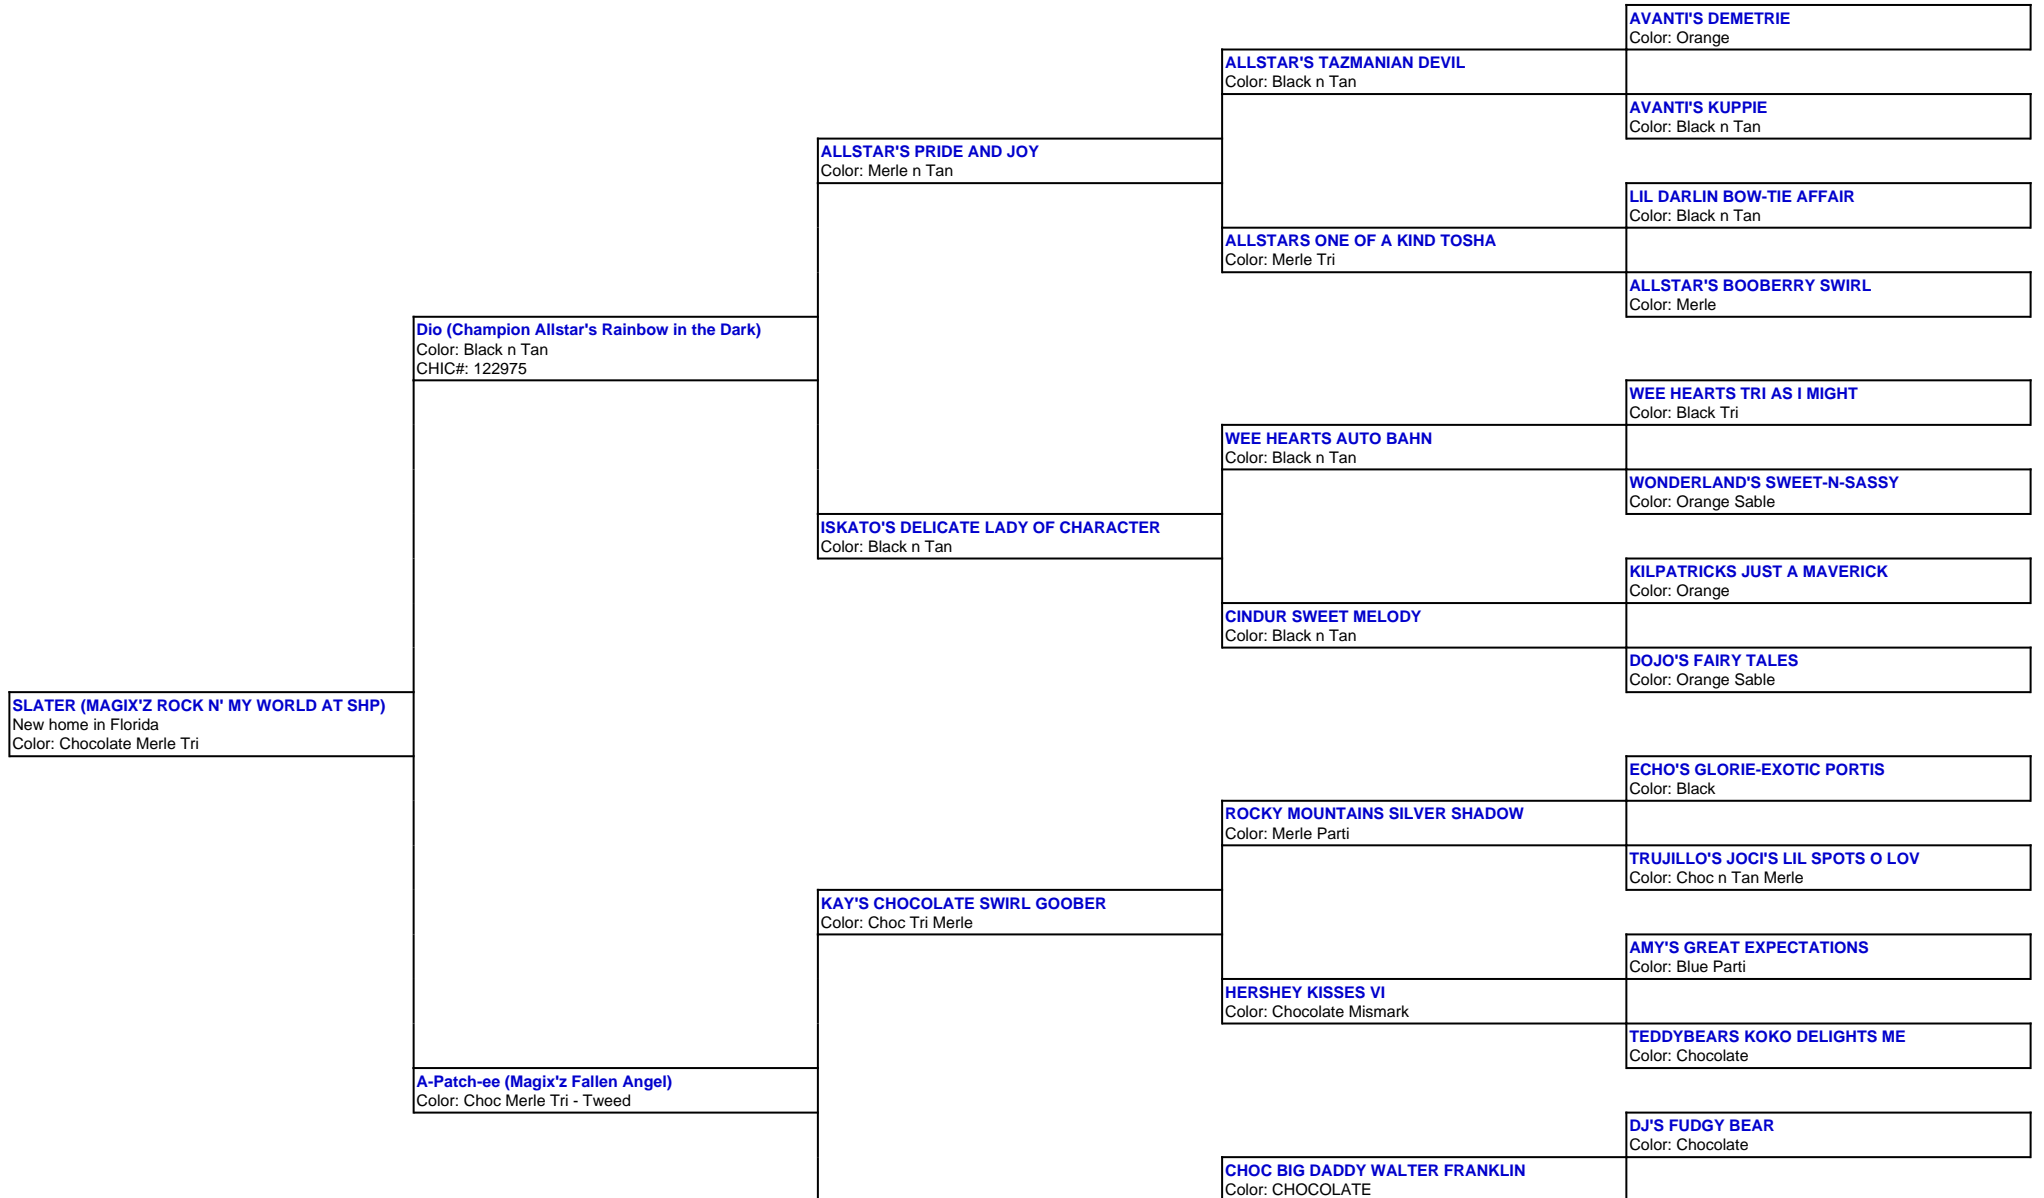 AVANTI'S DEMETRIE
Color: Orange
ALLSTAR'S TAZMANIAN DEVIL
Color: Black n Tan
AVANTI'S KUPPIE
Color: Black n Tan
ALLSTAR'S PRIDE AND JOY
Color: Merle n Tan
LIL DARLIN BOW-TIE AFFAIR
Color: Black n Tan
ALLSTARS ONE OF A KIND TOSHA
Color: Merle Tri
ALLSTAR'S BOOBERRY SWIRL
Color: Merle
Dio (Champion Allstar's Rainbow in the Dark)
Color: Black n Tan
CHIC#: 122975
WEE HEARTS TRI AS I MIGHT
Color: Black Tri
WEE HEARTS AUTO BAHN
Color: Black n Tan
WONDERLAND'S SWEET-N-SASSY
Color: Orange Sable
ISKATO'S DELICATE LADY OF CHARACTER
Color: Black n Tan
KILPATRICKS JUST A MAVERICK
Color: Orange
CINDUR SWEET MELODY
Color: Black n Tan
DOJO'S FAIRY TALES
Color: Orange Sable
SLATER (MAGIX'Z ROCK N' MY WORLD AT SHP)
New home in Florida
Color: Chocolate Merle Tri
ECHO'S GLORIE-EXOTIC PORTIS
Color: Black
ROCKY MOUNTAINS SILVER SHADOW
Color: Merle Parti
TRUJILLO'S JOCI'S LIL SPOTS O LOV
Color: Choc n Tan Merle
KAY'S CHOCOLATE SWIRL GOOBER
Color: Choc Tri Merle
AMY'S GREAT EXPECTATIONS
Color: Blue Parti
HERSHEY KISSES VI
Color: Chocolate Mismark
TEDDYBEARS KOKO DELIGHTS ME
Color: Chocolate
A-Patch-ee (Magix'z Fallen Angel)
Color: Choc Merle Tri - Tweed
DJ'S FUDGY BEAR
Color: Chocolate
CHOC BIG DADDY WALTER FRANKLIN
Color: CHOCOLATE